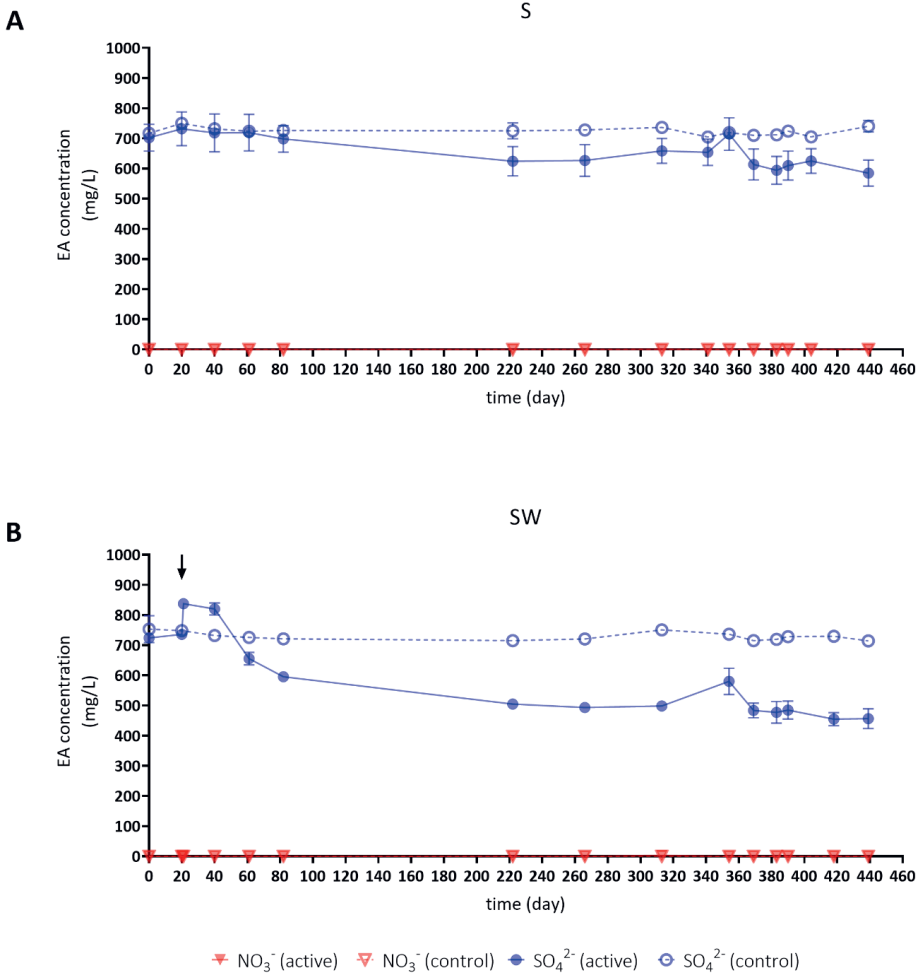 A
S
1000
900
800
700
600
500
400
300
200
100
0
EA concentration
(mg/L)
0 20 40 60 80 100 120 140 160 180 200 220 240 260 280 300 320 340 360 380 400 420 440 460
time (day)
B
SW
1000
900
800
700
600
500
400
300
200
100
0
EA concentration
(mg/L)
0 20 40 60 80 100 120 140 160 180 200 220 240 260 280 300 320 340 360 380 400 420 440 460
time (day)
NO₃⁻ (active) NO₃⁻ (control) SO₄²⁻ (active) SO₄²⁻ (control)